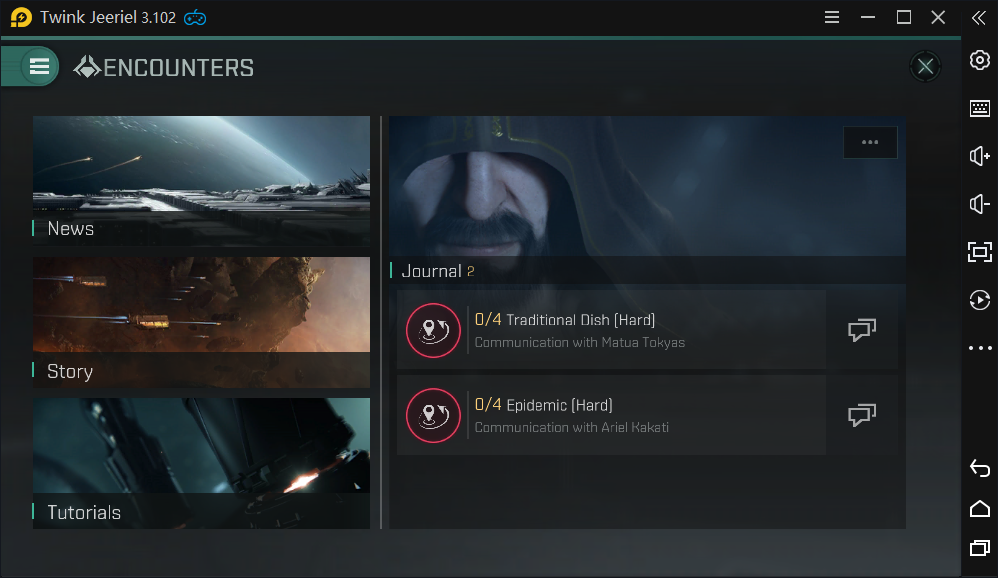 Twink Jeeriel 3.102
ENCOUNTERS
News
Story
Tutorials
Journal 2
0/4 Traditional Dish (Hard)
Communication with Matua Tokyas
0/4 Epidemic (Hard)
Communication with Ariel Kakati